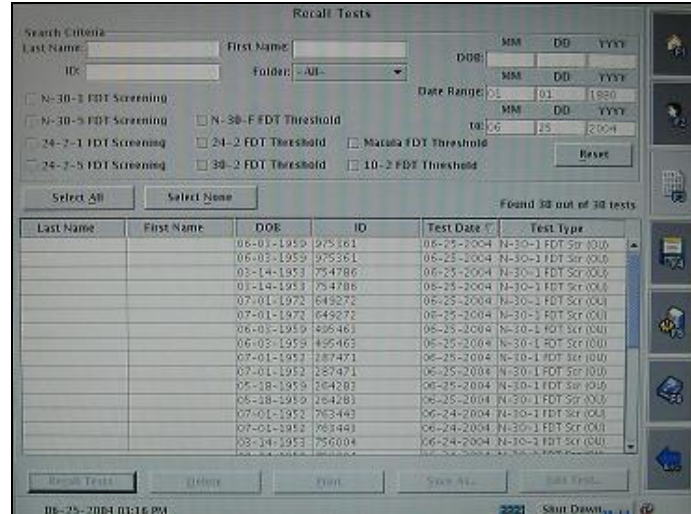 Recall Tests
Search Criteria
Last Name:
First Name:
ID:
Folder: -All-
DOB:
MM DD YYYY
Date Range: 01 01 1880
MM DD YYYY
to: 06 25 2004
N-30-1 FDT Screening
N-30-5 FDT Screening
N-30-F FDT Threshold
24-2-1 FDT Screening
24-2 FDT Threshold
Macula FDT Threshold
24-2-5 FDT Screening
30-2 FDT Threshold
10-2 FDT Threshold
Reset
Select All
Select None
Found 38 out of 38 tests
Last Name First Name DOB ID Test Date Test Type
06-03-1959 975361 06-25-2004 N-30-1 FDT Scr (OU)
06-03-1959 975361 06-25-2004 N-30-1 FDT Scr (OU)
03-14-1953 754786 06-25-2004 N-30-1 FDT Scr (OU)
03-14-1953 754786 06-25-2004 N-30-1 FDT Scr (OU)
07-01-1972 649272 06-25-2004 N-30-1 FDT Scr (OU)
07-01-1972 649272 06-25-2004 N-30-1 FDT Scr (OU)
06-03-1959 495463 06-25-2004 N-30-1 FDT Scr (OU)
06-03-1959 495463 06-25-2004 N-30-1 FDT Scr (OU)
07-01-1952 287471 06-25-2004 N-30-1 FDT Scr (OU)
07-01-1952 287471 06-25-2004 N-30-1 FDT Scr (OU)
05-18-1959 264283 06-25-2004 N-30-1 FDT Scr (OU)
05-18-1959 264283 06-25-2004 N-30-1 FDT Scr (OU)
07-01-1952 763443 06-24-2004 N-30-1 FDT Scr (OU)
07-01-1952 763443 06-24-2004 N-30-1 FDT Scr (OU)
03-14-1953 756004 06-24-2004 N-30-1 FDT Scr (OU)
Recall Tests
Delete
Print
Save As...
Edit Test...
06-25-2004 01:16 PM
Shut Down...